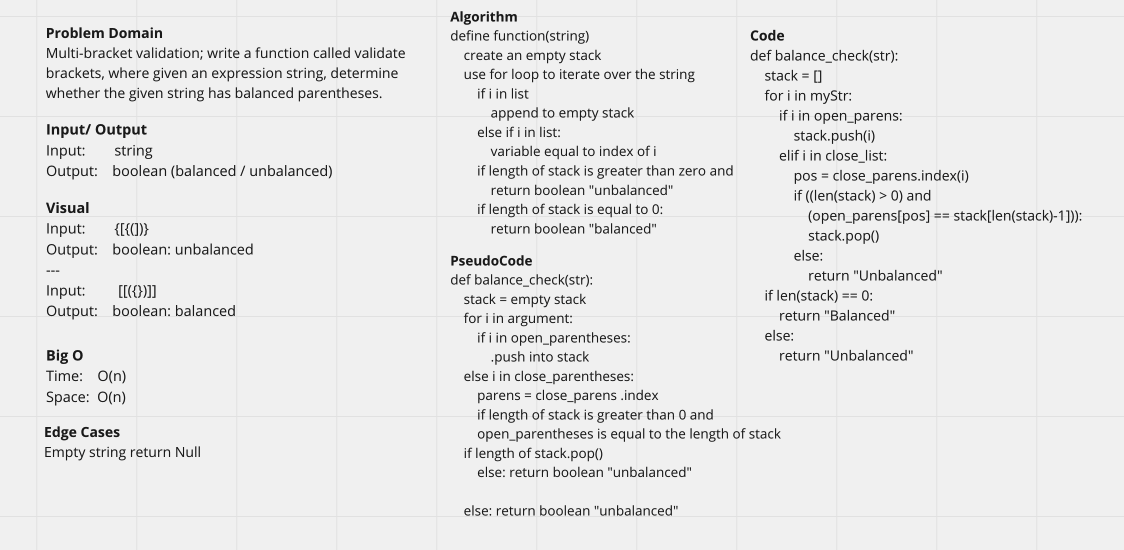 Problem Domain
Multi-bracket validation; write a function called validate
brackets, where given an expression string, determine
whether the given string has balanced parentheses.
Input/ Output
Input: string
Output: boolean (balanced / unbalanced)
Visual
Input: {[{(])}
Output: boolean: unbalanced
---
Input: [[({})]]
Output: boolean: balanced
Big O
Time: O(n)
Space: O(n)
Edge Cases
Empty string return Null
Algorithm
define function(string)
create an empty stack
use for loop to iterate over the string
if i in list
append to empty stack
else if i in list:
variable equal to index of i
if length of stack is greater than zero and
return boolean "unbalanced"
if length of stack is equal to 0:
return boolean "balanced"
PseudoCode
def balance_check(str):
stack = empty stack
for i in argument:
if i in open_parentheses:
.push into stack
else i in close_parentheses:
parens = close_parens .index
if length of stack is greater than 0 and
open_parentheses is equal to the length of stack
if length of stack.pop()
else: return boolean "unbalanced"
else: return boolean "unbalanced"
Code
def balance_check(str):
stack = []
for i in myStr:
if i in open_parens:
stack.push(i)
elif i in close_list:
pos = close_parens.index(i)
if ((len(stack) > 0) and
(open_parens[pos] == stack[len(stack)-1])):
stack.pop()
else:
return "Unbalanced"
if len(stack) == 0:
return "Balanced"
else:
return "Unbalanced"